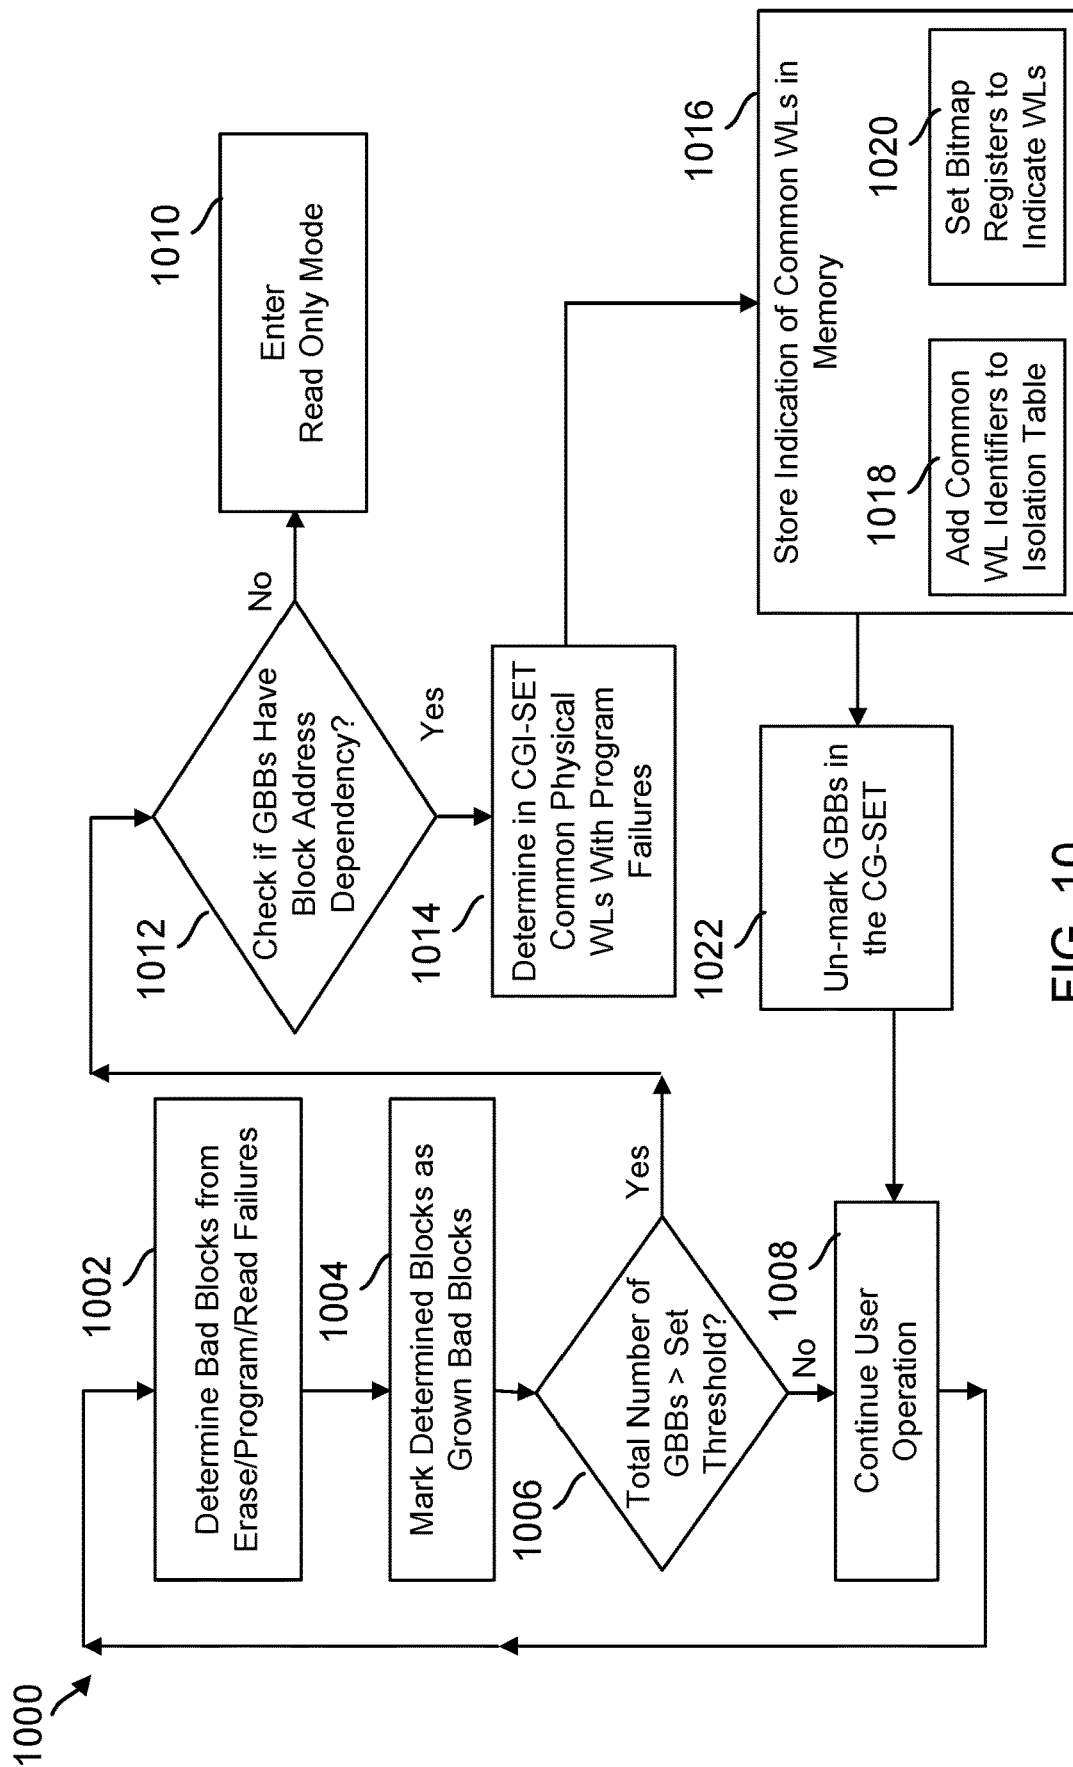 1000
1002
Determine Bad Blocks from
Erase/Program/Read Failures
1004
Mark Determined Blocks as
Grown Bad Blocks
1006
Total Number of
GBBs > Set
Threshold?
Yes
No
1008
Continue User
Operation
1012
Check if GBBs Have
Block Address
Dependency?
No
Yes
1010
Enter
Read Only Mode
1014
Determine in CGI-SET
Common Physical
WLs With Program
Failures
1016
Store Indication of Common WLs in
Memory
1018
Add Common
WL Identifiers to
Isolation Table
1020
Set Bitmap
Registers to
Indicate WLs
1022
Un-mark GBBs in
the CG-SET
FIG. 10